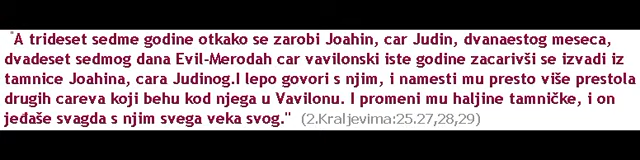 "A trideset sedme godine otkako se zarobi Joahin, car Judin, dvanaestog meseca,
dvadeset sedmog dana Evil-Merodah car vavilonski iste godine zacarivši se izvadi iz
tamnice Joahina, cara Judinog.I lepo govori s njim, i namesti mu presto više prestola
drugih careva koji behu kod njega u Vavilonu. I promeni mu haljine tamničke, i on
jeđaše svagda s njim svega veka svog." (2.Kraljevima:25.27,28,29)